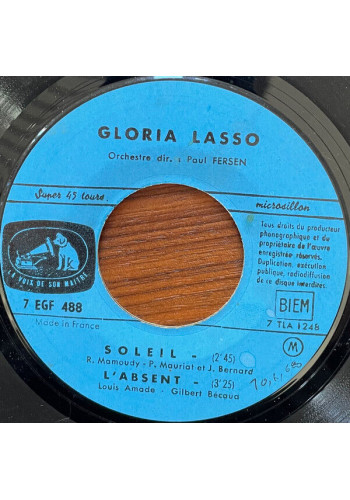 GLORIA LASSO
Orchestre dir. : Paul FERSEN
Super 45 tours.
microsillon
LA VOIX DE SON MAITRE
Tous droits du producteur
phonographique et du
propriétaire de l'œuvre
enregistrée réservés.
Duplication, exécution
publique, radiodiffusion
de ce disque interdites.
7 EGF 488
Made in France
BIEM
7 TLA 1248
SOLEIL - (2'45)
R. Mamoudy - P. Mauriat et J. Bernard
M
L'ABSENT - (3'25)
Louis Amade - Gilbert Bécaud